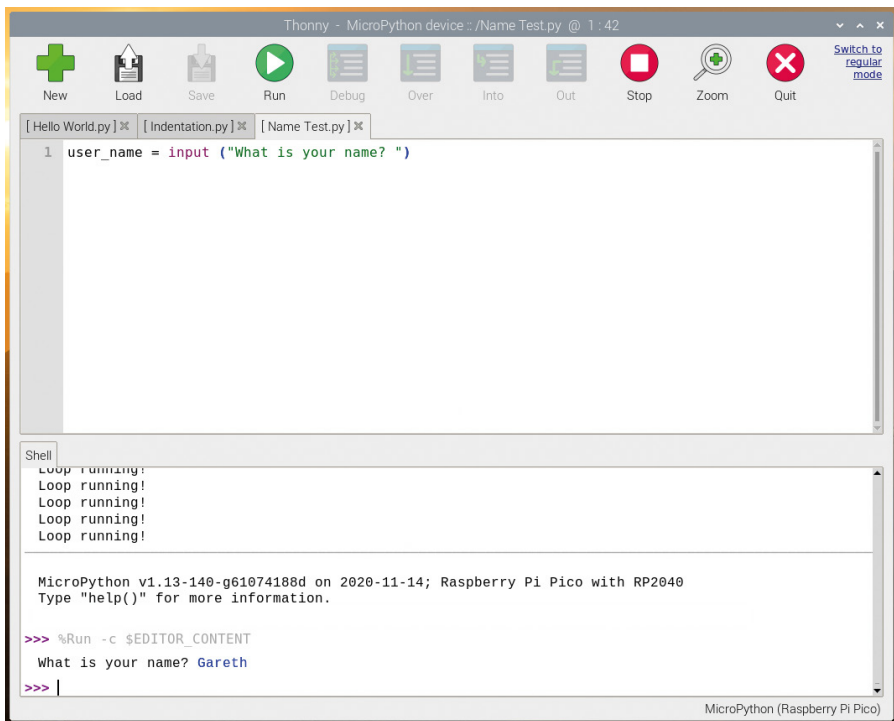 Thonny - MicroPython device :: /Name Test.py @ 1 : 42
New Load Save Run Debug Over Into Out Stop Zoom Quit
Switch to
regular
mode
[ Hello World.py ] [ Indentation.py ] [ Name Test.py ]
1 user_name = input ("What is your name? ")
Shell
Loop running!
Loop running!
Loop running!
Loop running!
Loop running!
MicroPython v1.13-140-g61074188d on 2020-11-14; Raspberry Pi Pico with RP2040
Type "help()" for more information.
>>> %Run -c $EDITOR_CONTENT
What is your name? Gareth
>>>
MicroPython (Raspberry Pi Pico)